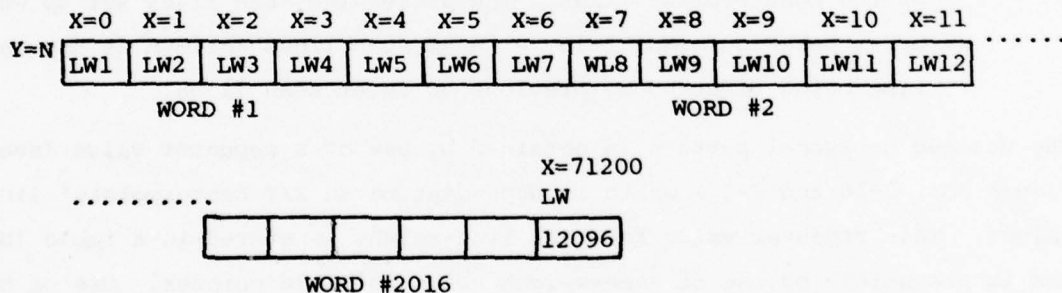 X=0 X=1 X=2 X=3 X=4 X=5 X=6 X=7 X=8 X=9 X=10 X=11
Y=N LW1 LW2 LW3 LW4 LW5 LW6 LW7 WL8 LW9 LW10 LW11 LW12
WORD #1 WORD #2
X=71200
LW
12096
WORD #2016